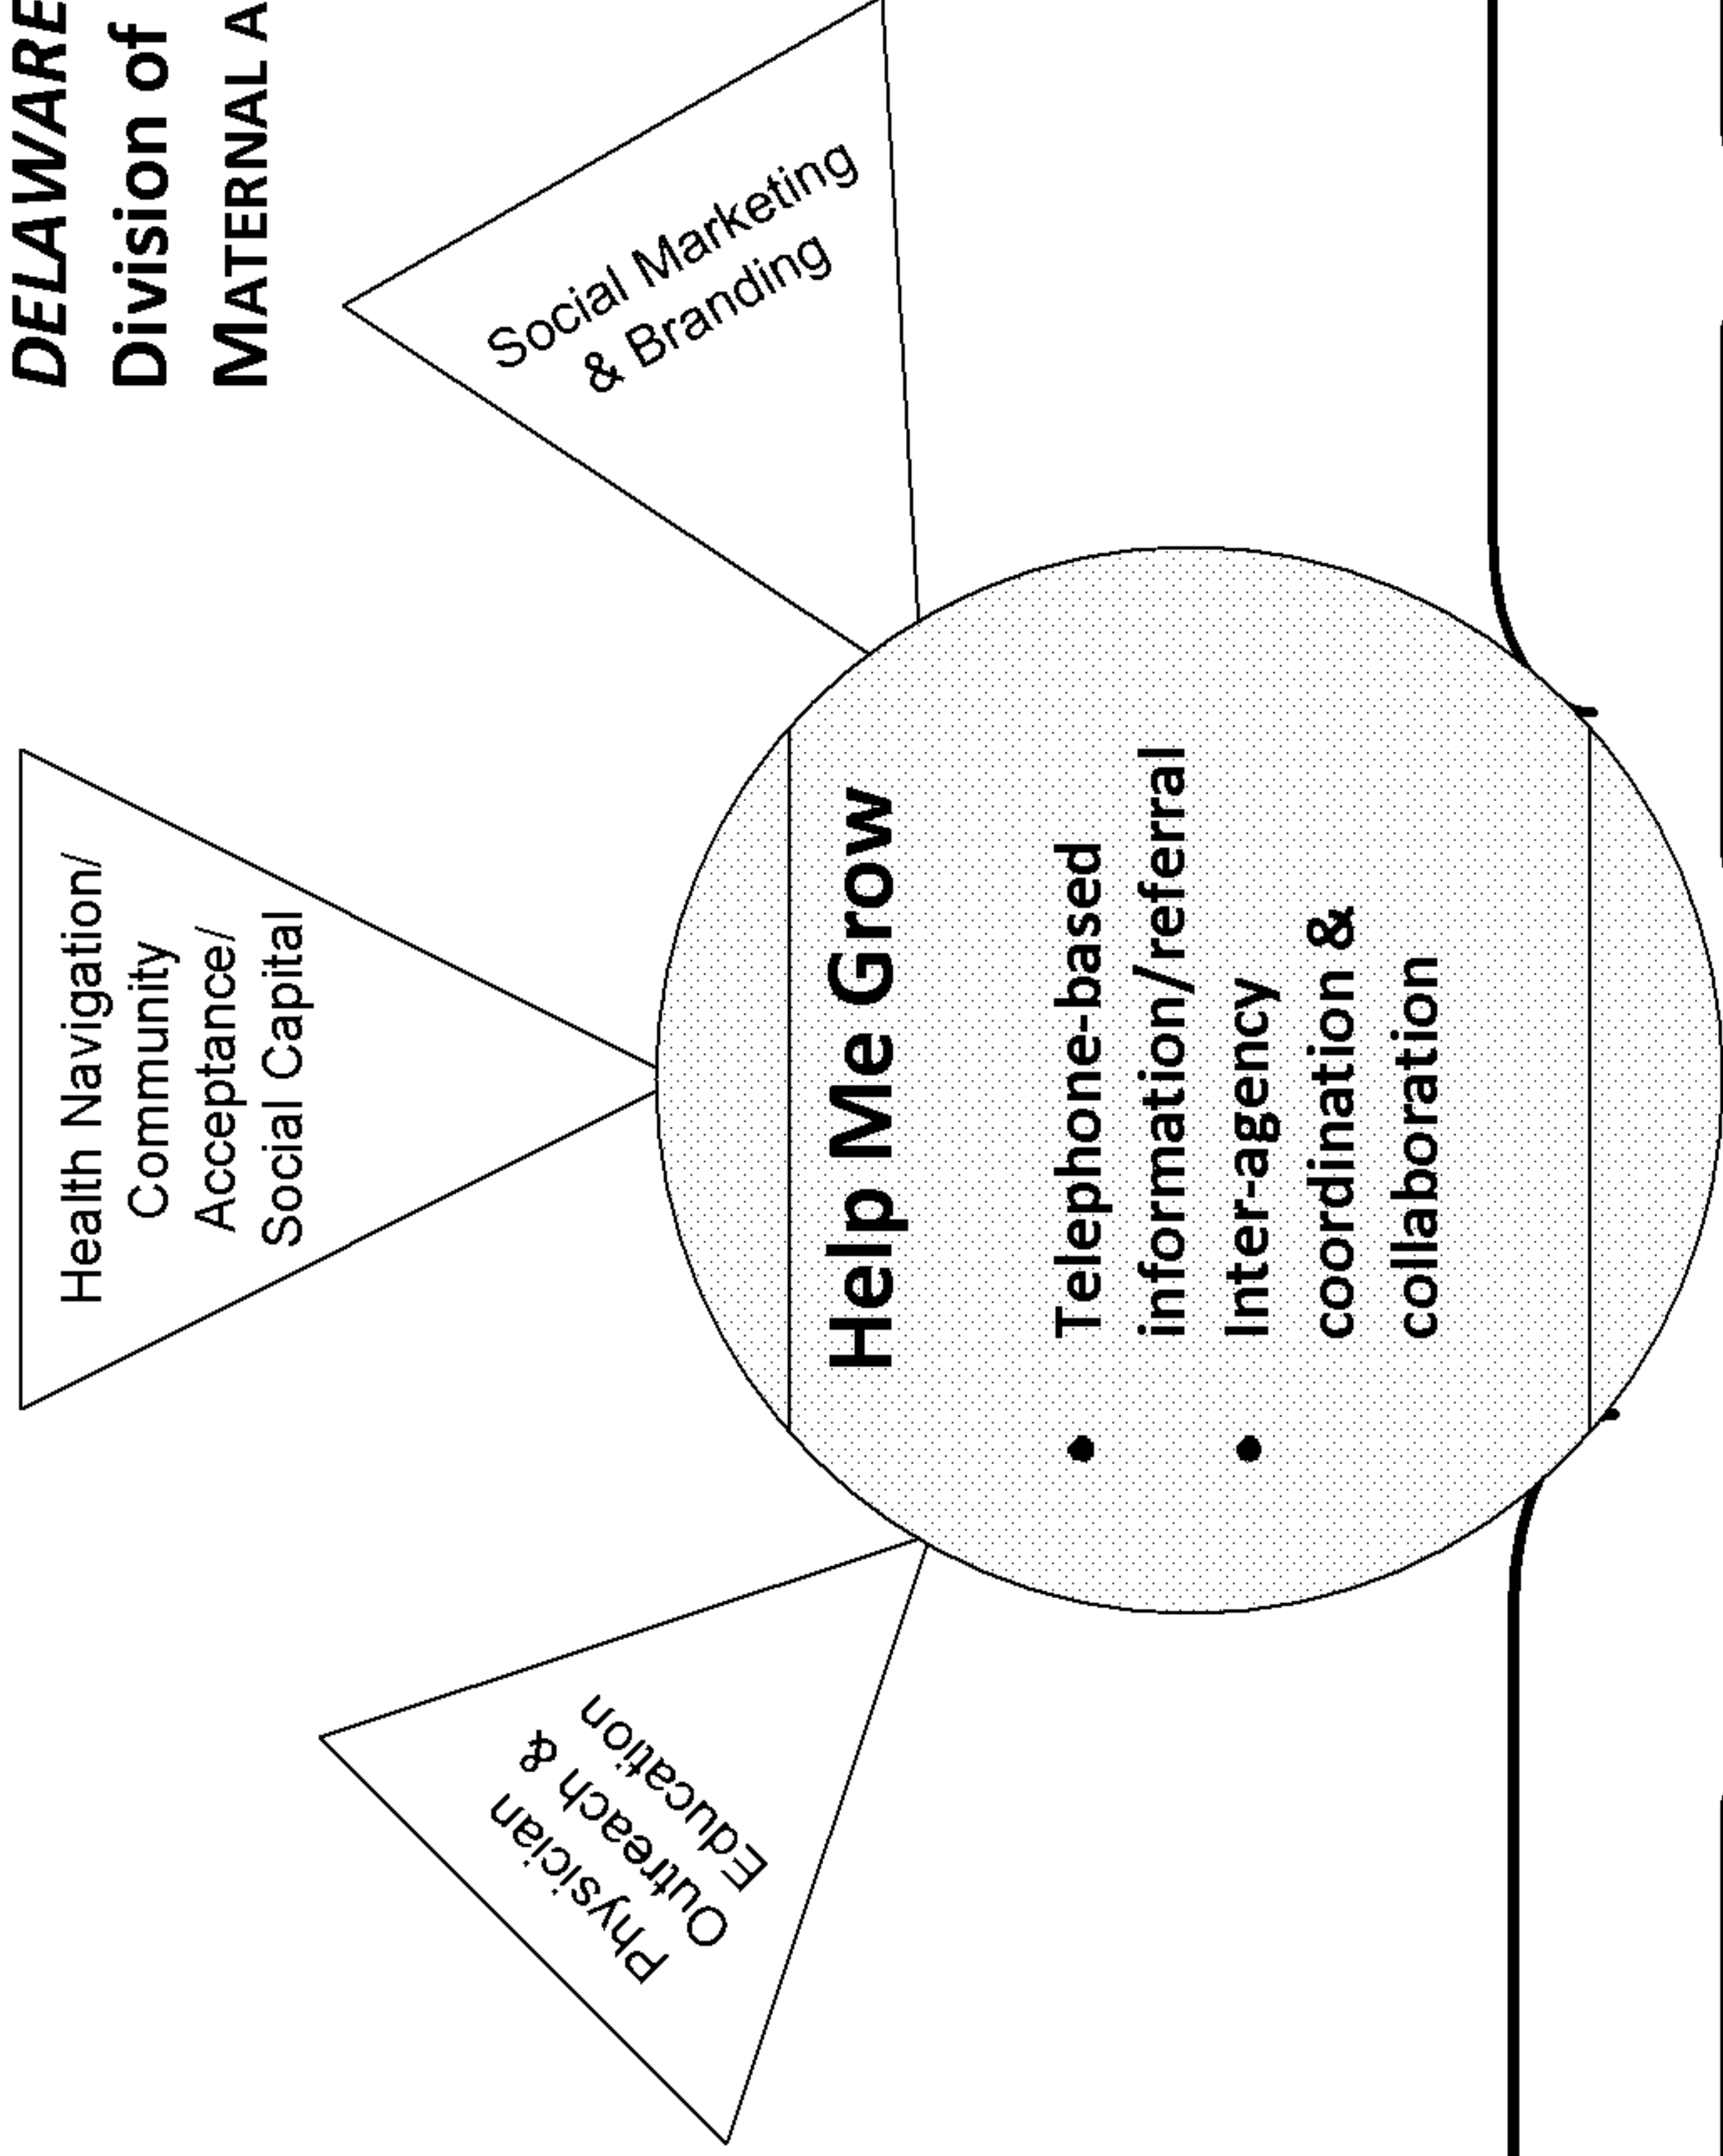 DELAWARE
Division of
MATERNAL A
Health Navigation/
Community
Acceptance/
Social Capital
Physician
Outreach &
Education
Social Marketing
& Branding
Help Me Grow
• Telephone-based
information/referral
• Inter-agency
coordination &
collaboration